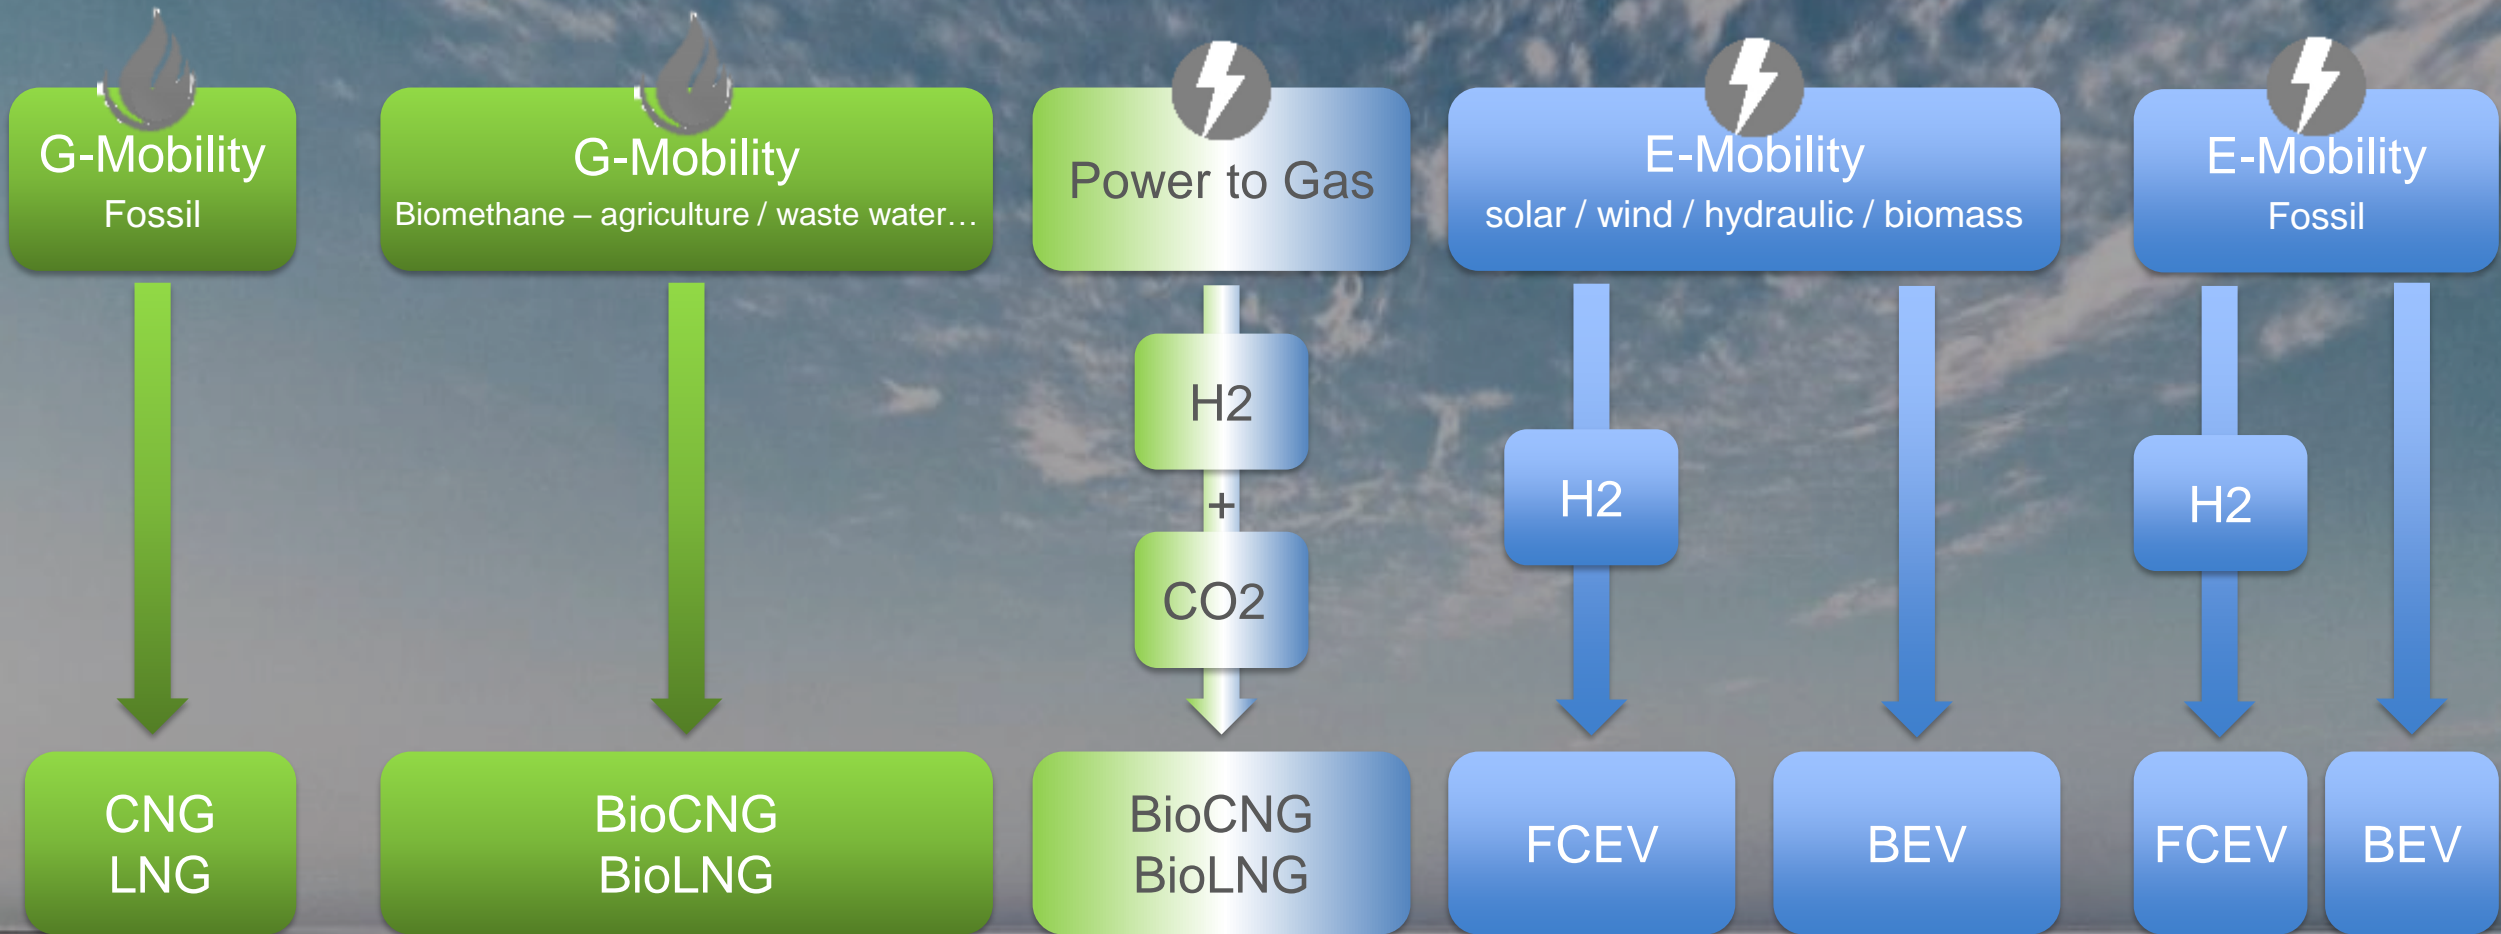 G-Mobility
Fossil
G-Mobility
Biomethane – agriculture / waste water…
Power to Gas
E-Mobility
solar / wind / hydraulic / biomass
E-Mobility
Fossil
H2
+
CO2
H2
H2
CNG
LNG
BioCNG
BioLNG
BioCNG
BioLNG
FCEV
BEV
FCEV
BEV